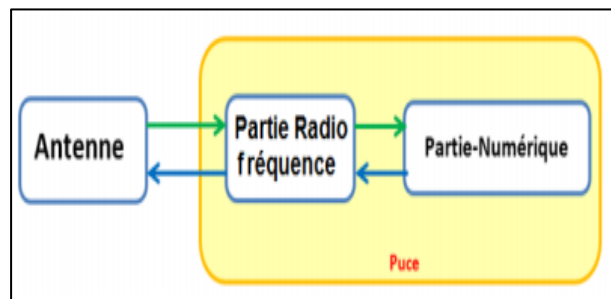 Antenne
Partie Radio
fréquence
Partie-Numérique
Puce